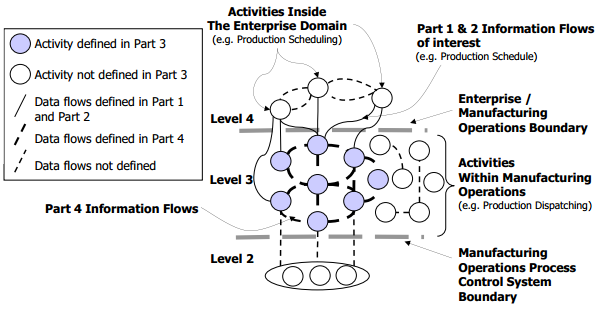 Activity defined in Part 3
Activity not defined in Part 3
Data flows defined in Part 1
and Part 2
Data flows defined in Part 4
Data flows not defined
Activities Inside
The Enterprise Domain
(e.g. Production Scheduling)
Part 1 & 2 Information Flows
of interest
(e.g. Production Schedule)
Level 4
Enterprise /
Manufacturing
Operations Boundary
Level 3
Activities
Within Manufacturing
Operations
(e.g. Production Dispatching)
Part 4 Information Flows
Level 2
Manufacturing
Operations Process
Control System
Boundary